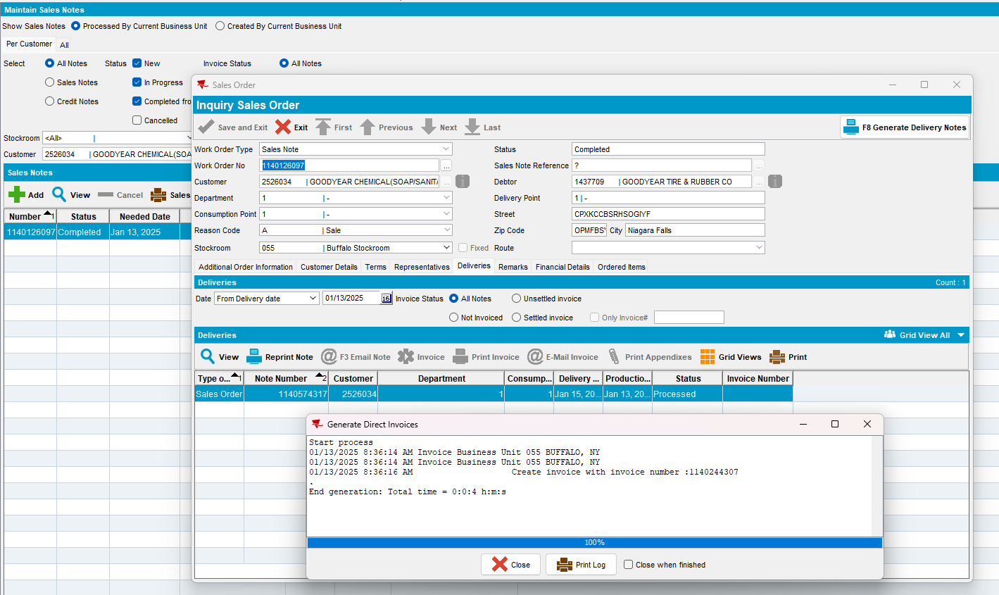 Maintain Sales Notes
Show Sales Notes Processed By Current Business Unit Created By Current Business Unit
Per Customer All
Select All Notes Status New Invoice Status All Notes
Sales Notes In Progress
Credit Notes Completed fro
Cancelled
Stockroom <All> |
Customer 2526034 | GOODYEAR CHEMICAL(SOA
Sales Notes
Add View Cancel Sales
Number 1 Status Needed Date
1140126097 Completed Jan 13, 2025
Sales Order
Inquiry Sales Order
Save and Exit Exit First Previous Next Last F8 Generate Delivery Notes
Work Order Type Sales Note Status Completed
Work Order No 1140126097 ... Sales Note Reference ? ...
Customer 2526034 | GOODYEAR CHEMICAL(SOAP/SANIT/ ... i Debtor 1437709 | GOODYEAR TIRE & RUBBER CO ... i
Department 1 | - Delivery Point 1 | -
Consumption Point 1 | - Street CPXKCCBSRHSOGIYF
Reason Code A | Sale Zip Code OPMFBS City Niagara Falls
Stockroom 055 | Buffalo Stockroom Fixed Route
Additional Order Information Customer Details Terms Representatives Deliveries Remarks Financial Details Ordered Items
Deliveries Count : 1
Date From Delivery date 01/13/2025 16 Invoice Status All Notes Unsettled invoice
Not Invoiced Settled invoice Only Invoice#
Deliveries Grid View All
View Reprint Note F3 Email Note Invoice Print Invoice E-Mail Invoice Print Appendixes Grid Views Print
Type o... 1 Note Number 2 Customer Department Consump... Delivery ... Productio... Status Invoice Number
Sales Order 1140574317 2526034 1 1 Jan 15, 20... Jan 13, 20... Processed
Generate Direct Invoices
Start process
01/13/2025 8:36:14 AM Invoice Business Unit 055 BUFFALO, NY
01/13/2025 8:36:14 AM Invoice Business Unit 055 BUFFALO, NY
01/13/2025 8:36:16 AM Create invoice with invoice number :1140244307
.
End generation: Total time = 0:0:4 h:m:s
100%
Close Print Log Close when finished